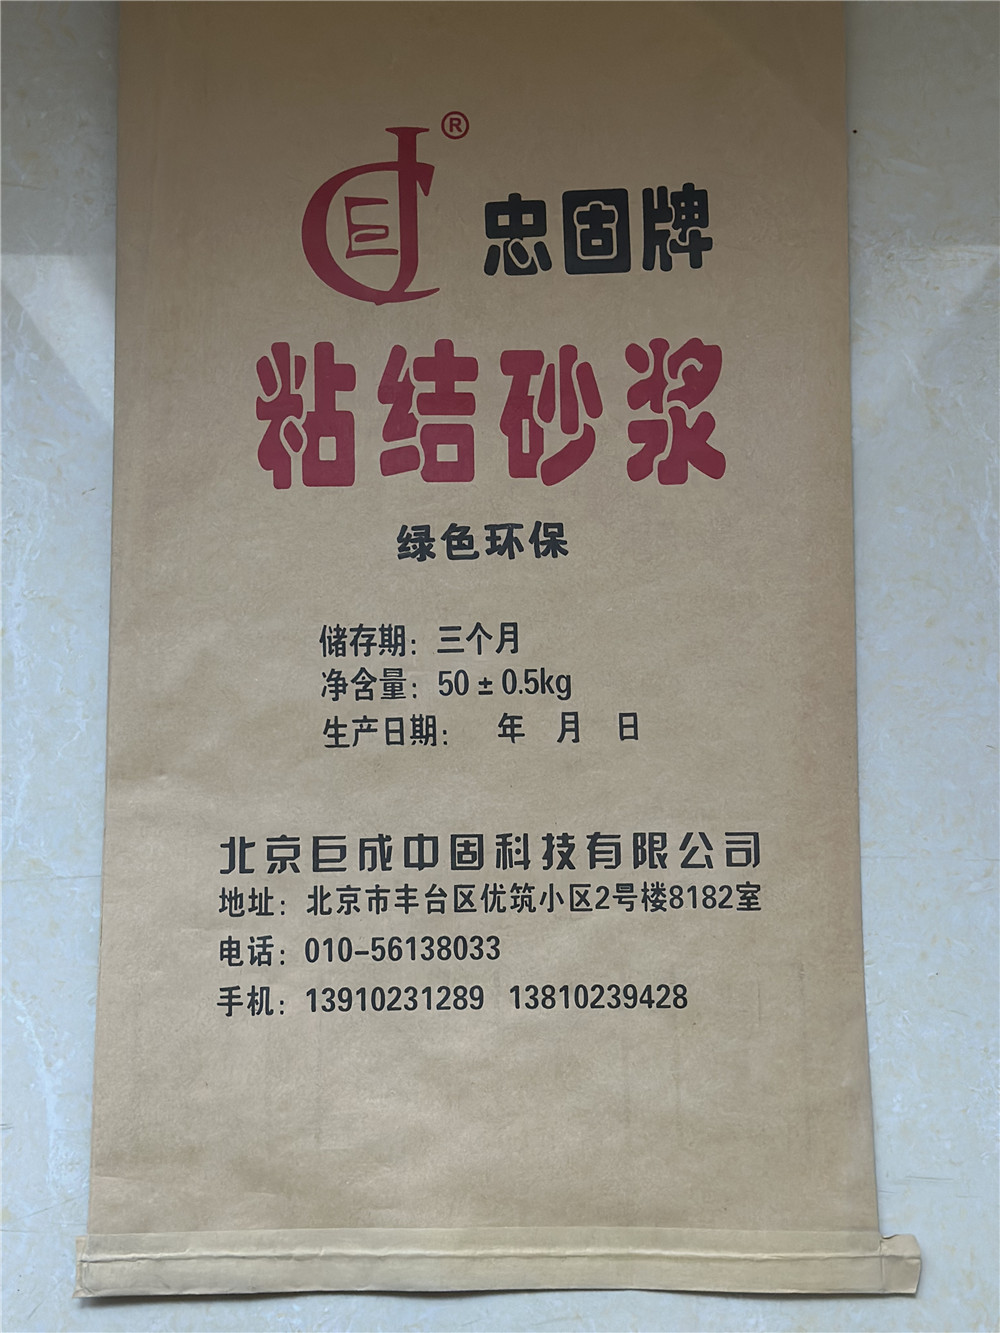 CJE®
忠固牌
粘结砂浆
绿色环保
储存期：三个月
净含量：50±0.5kg
生产日期： 年 月 日
北京巨成中固科技有限公司
地址：北京市丰台区优筑小区2号楼8182室
电话：010-56138033
手机：13910231289 13810239428